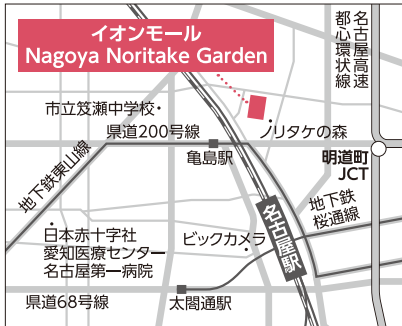 イオンモール
Nagoya Noritake Garden
名古屋高速
都心環状線
市立笈瀬中学校
県道200号線
ノリタケの森
亀島駅
明道町
JCT
地下鉄東山線
地下鉄
桜通線
名古屋駅
日本赤十字社
愛知医療センター
名古屋第一病院
ビックカメラ
県道68号線
太閤通駅